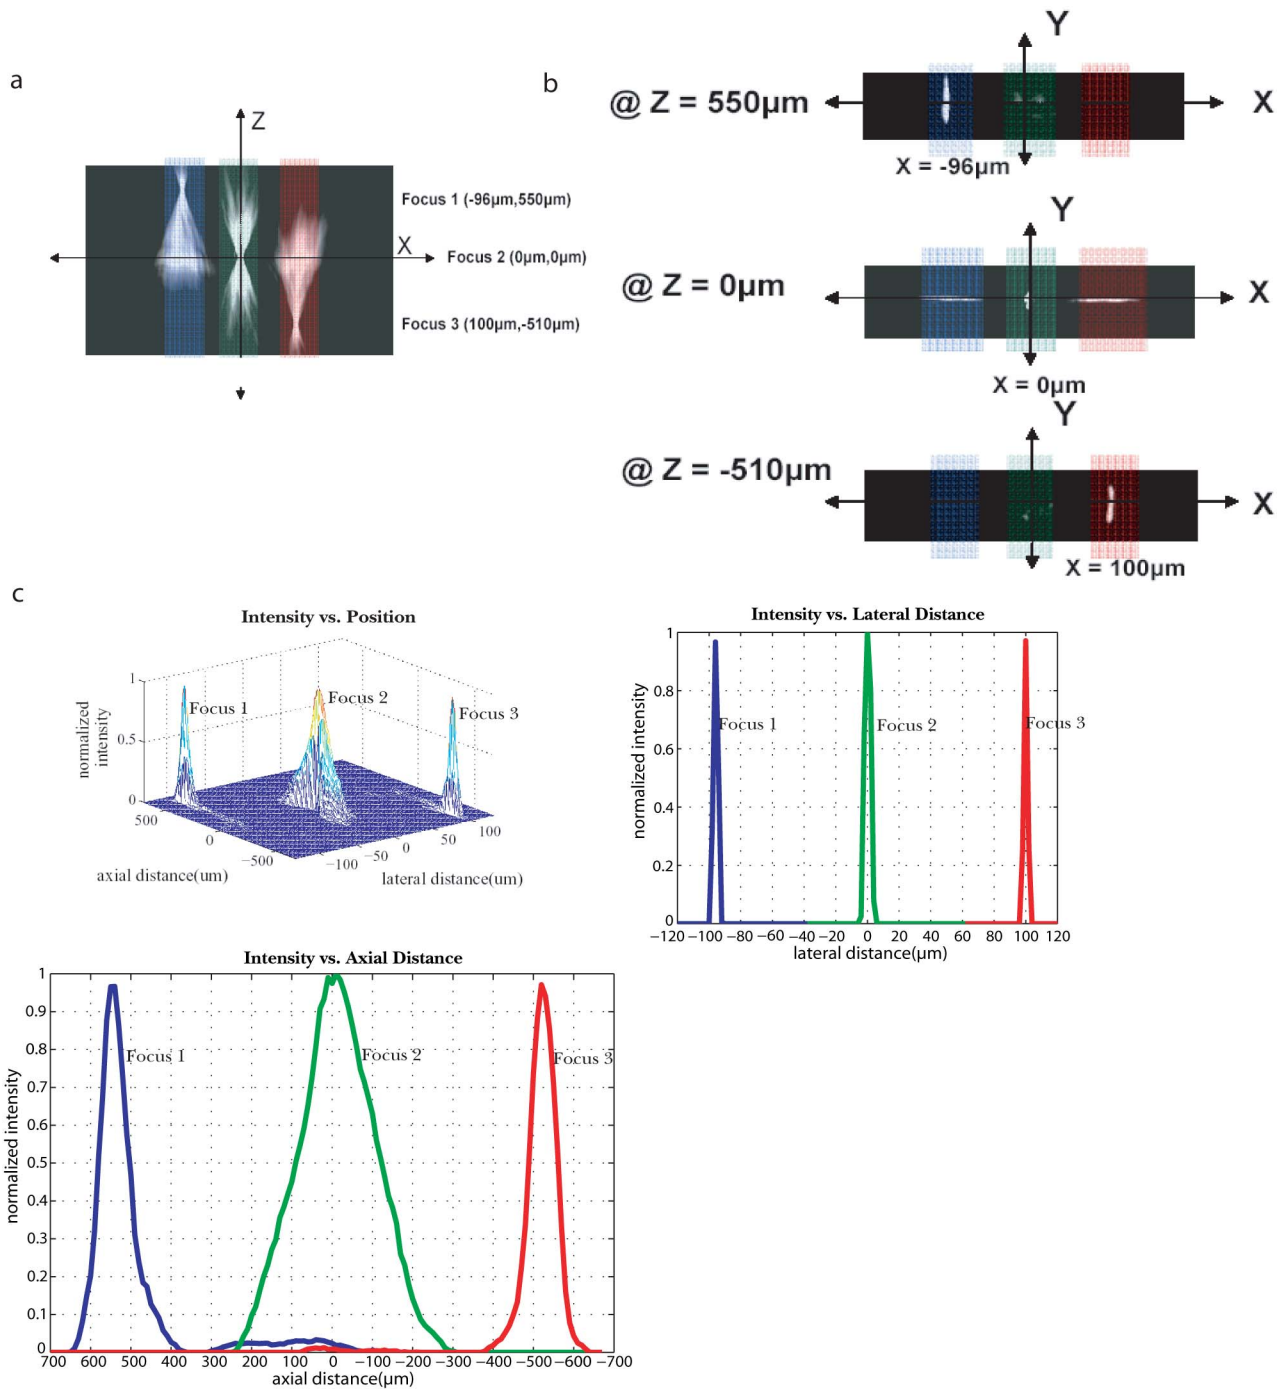 a
Z
X
Focus 1 (-96µm,550µm)
Focus 2 (0µm,0µm)
Focus 3 (100µm,-510µm)
b
Y
@ Z = 550µm
X
X = -96µm
Y
@ Z = 0µm
X
X = 0µm
Y
@ Z = -510µm
X
X = 100µm
c
Intensity vs. Position
normalized
intensity
1
0.5
0
Focus 1
Focus 2
Focus 3
500
0
−500
axial distance(um)
−100
−50
0
50
100
lateral distance(um)
Intensity vs. Lateral Distance
normalized intensity
1
0.8
0.6
0.4
0.2
0
Focus 1
Focus 2
Focus 3
−120 −100 −80 −60 −40 −20 0 20 40 60 80 100 120
lateral distance(µm)
Intensity vs. Axial Distance
normalized intensity
1
0.9
0.8
0.7
0.6
0.5
0.4
0.3
0.2
0.1
0
Focus 1
Focus 2
Focus 3
700 600 500 400 300 200 100 0 −100 −200 −300 −400 −500 −600 −700
axial distance(µm)